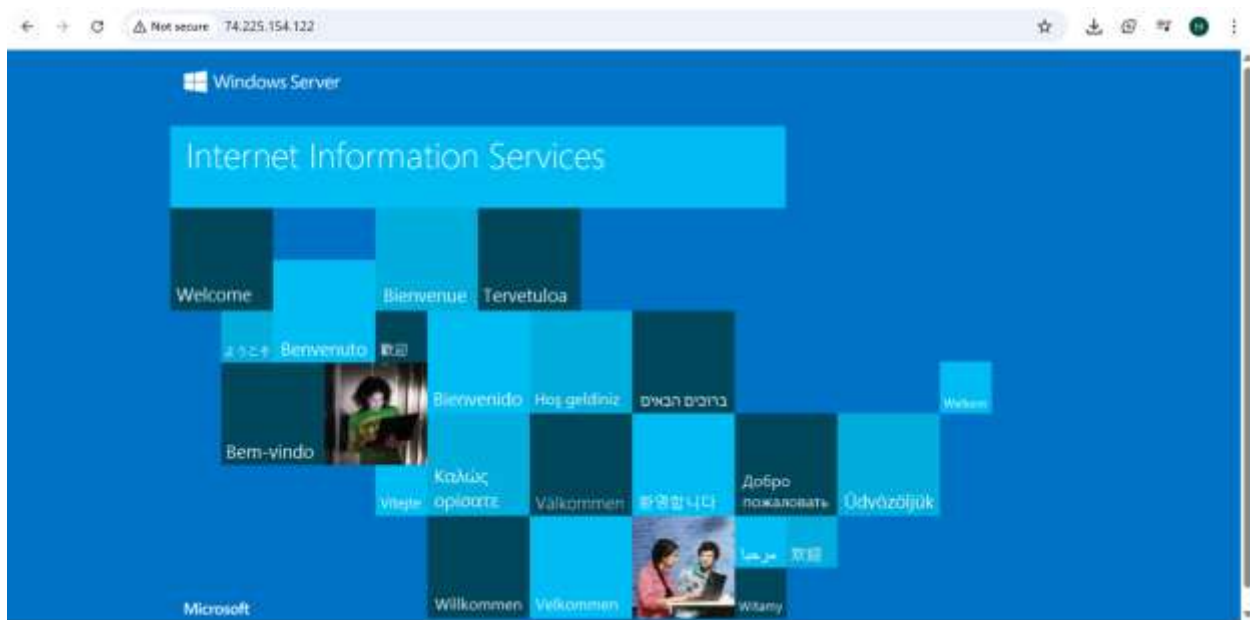 Not secure 74.225.154.122
Windows Server
Internet Information Services
Welcome
Bienvenue
Tervetuloa
ようこそ
Benvenuto
歡迎
Bienvenido
Hoş geldiniz
ברוכים הבאים
Welkom
Bem-vindo
Vítejte
Καλώς
ορίσατε
Välkommen
환영합니다
Добро
пожаловать
Üdvözöljük
مرحبا
欢迎
Microsoft
Willkommen
Velkommen
Witamy